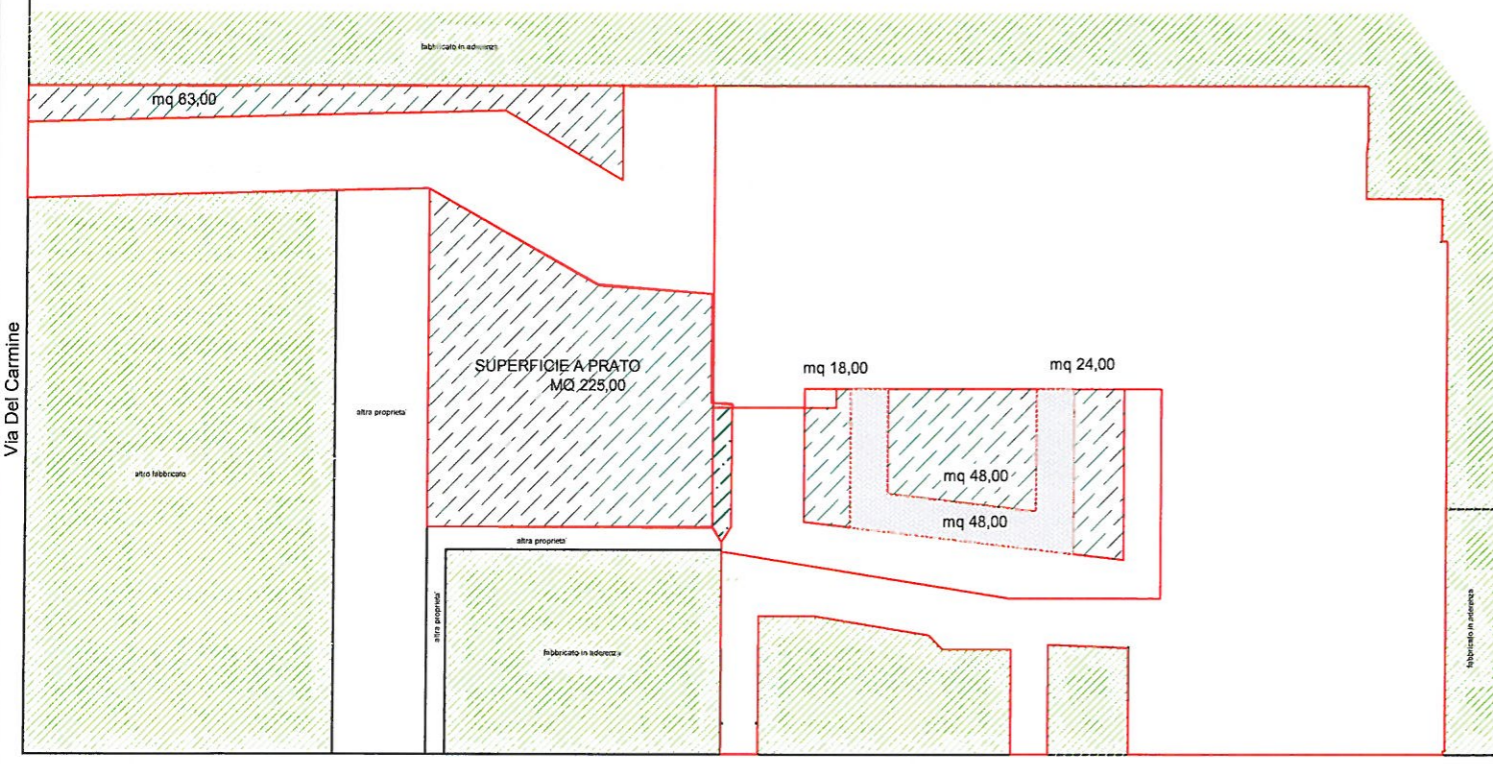 fabbricato in aderenza
mq 63,00
Via Del Carmine
SUPERFICIE A PRATO
MQ 225,00
mq 18,00
mq 24,00
altra proprieta'
altro fabbricato
mq 48,00
mq 48,00
altra proprieta'
altra proprieta'
fabbricato in aderenza
fabbricato in aderenza